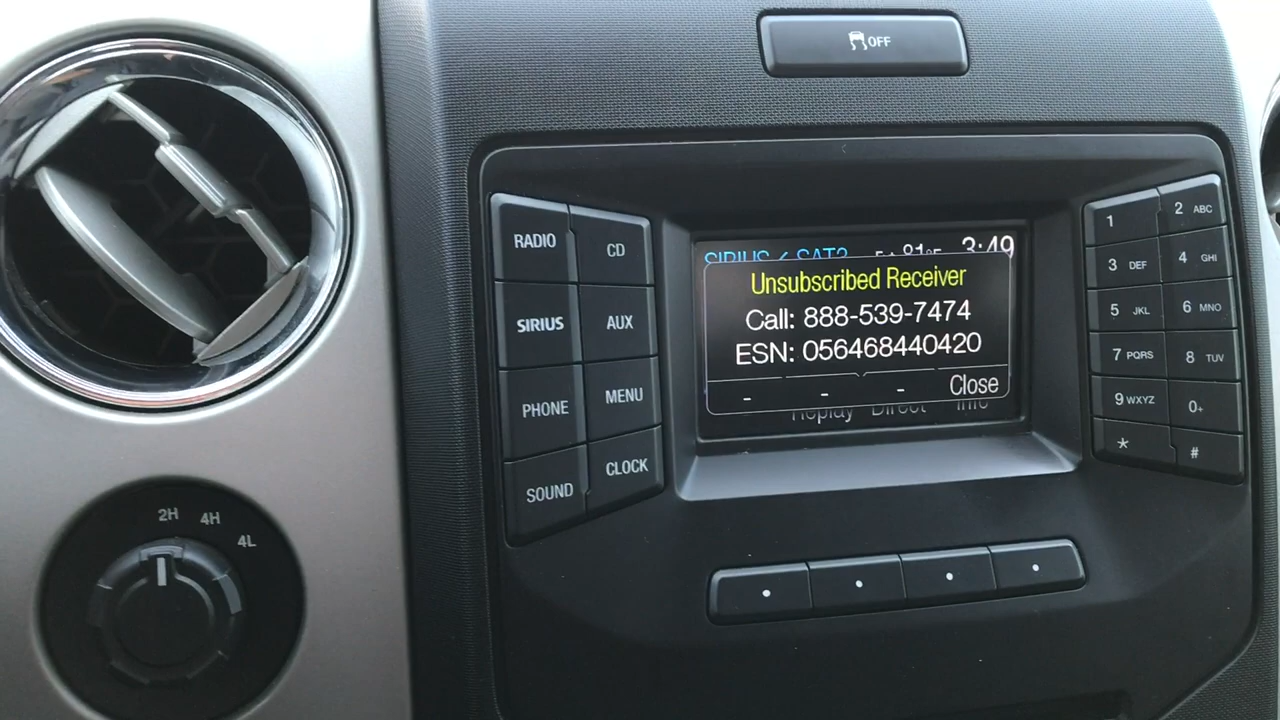 OFF
RADIO
CD
SIRIUS
AUX
PHONE
MENU
SOUND
CLOCK
SIRIUS
SAT2
81°F
3:49
Unsubscribed Receiver
Call: 888-539-7474
ESN: 056468440420
- - Close
Replay Direct Info
1
2 ABC
3 DEF
4 GHI
5 JKL
6 MNO
7 PQRS
8 TUV
9 WXYZ
0+
*
#
2H
4H
4L